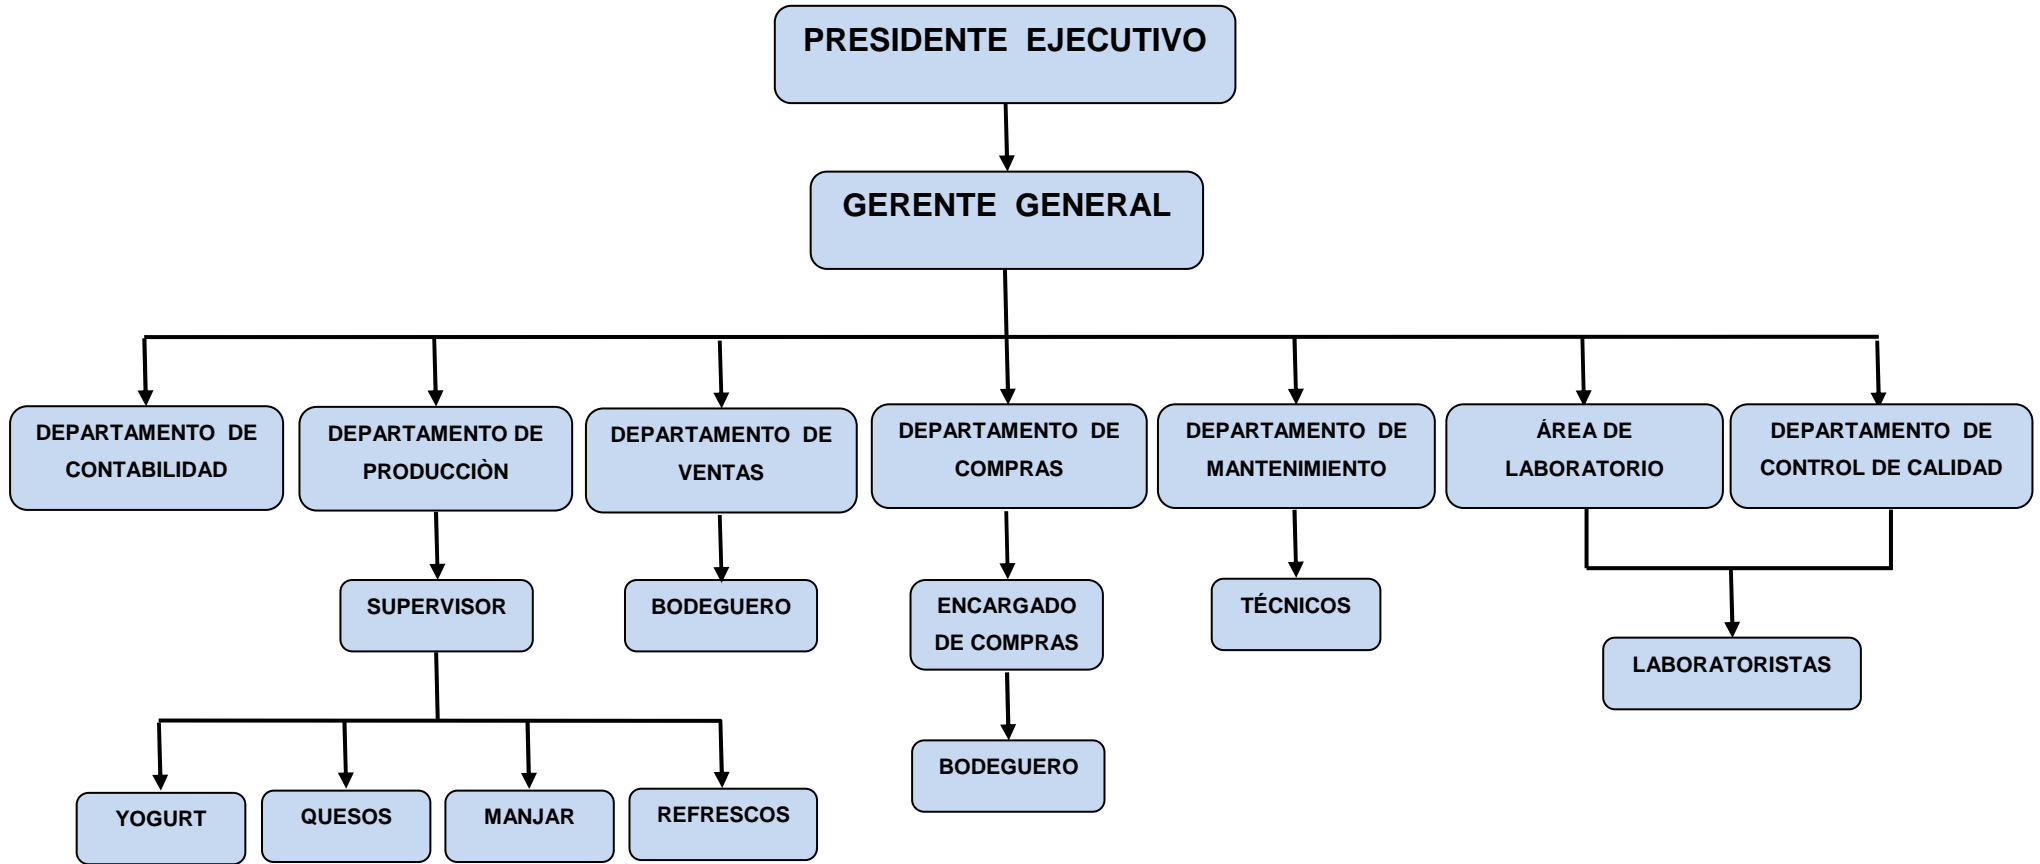 PRESIDENTE EJECUTIVO
GERENTE GENERAL
DEPARTAMENTO DE
CONTABILIDAD
DEPARTAMENTO DE
PRODUCCIÒN
DEPARTAMENTO DE
VENTAS
DEPARTAMENTO DE
COMPRAS
DEPARTAMENTO DE
MANTENIMIENTO
ÁREA DE
LABORATORIO
DEPARTAMENTO DE
CONTROL DE CALIDAD
SUPERVISOR
BODEGUERO
ENCARGADO
DE COMPRAS
TÉCNICOS
LABORATORISTAS
BODEGUERO
YOGURT
QUESOS
MANJAR
REFRESCOS